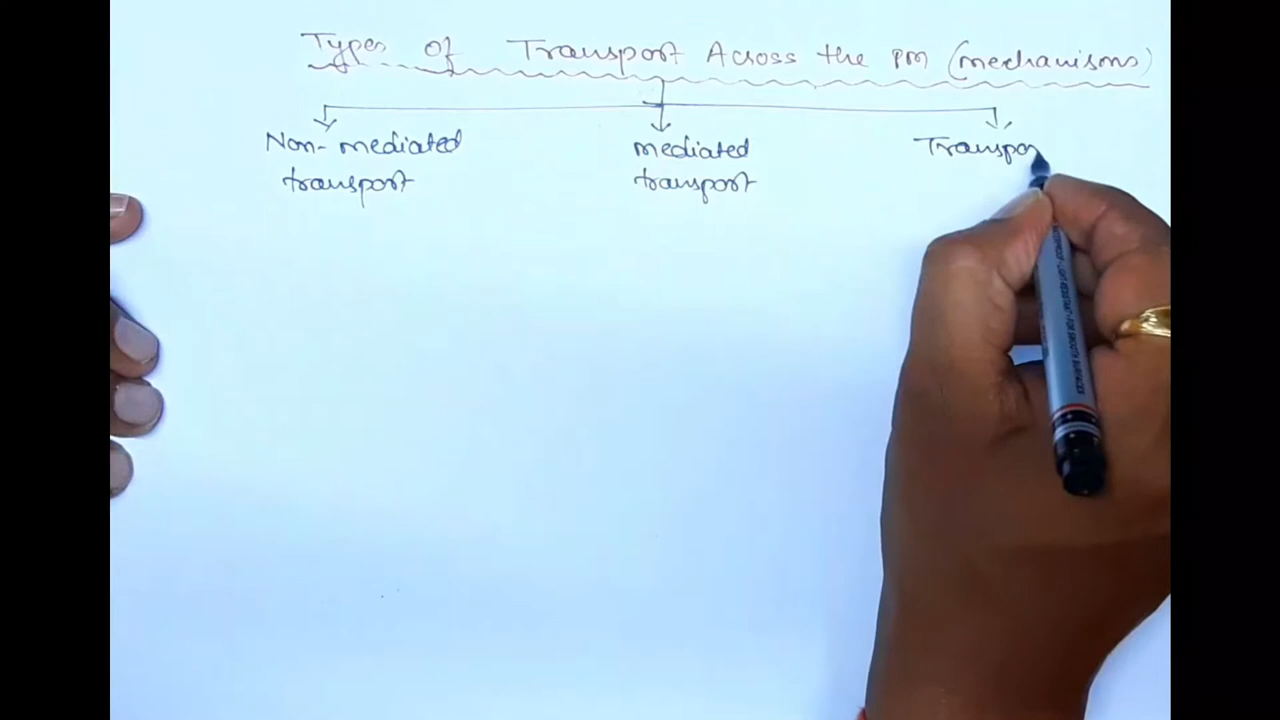 Types of Transport Across the PM (mechanisms)
Non-mediated
transport
mediated
transport
Transpor